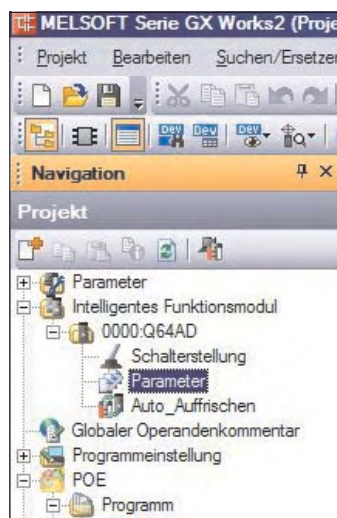 MELSOFT Serie GX Works2 (Proje
Projekt Bearbeiten Suchen/Ersetzen
Navigation
Projekt
Parameter
Intelligentes Funktionsmodul
0000:Q64AD
Schalterstellung
Parameter
Auto_Auffrischen
Globaler Operandenkommentar
Programmeinstellung
POE
Programm